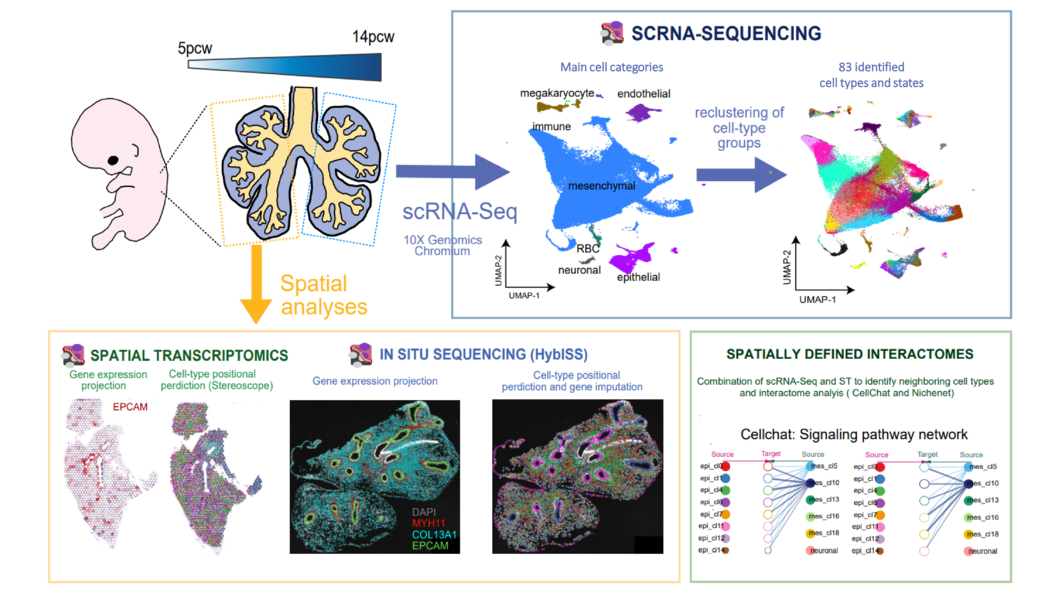 5pcw
14pcw
scRNA-Seq
10X Genomics
Chromium
Spatial
analyses
SCRNA-SEQUENCING
Main cell categories
megakaryocyte
endothelial
immune
mesenchymal
RBC
neuronal
epithelial
UMAP-2
UMAP-1
reclustering of
cell-type
groups
83 identified
cell types and states
UMAP-2
UMAP-1
SPATIAL TRANSCRIPTOMICS
Gene expression
projection
Cell-type positional
perdiction (Stereoscope)
EPCAM
IN SITU SEQUENCING (HybISS)
Gene expression projection
Cell-type positional
perdiction and gene imputation
DAPI
MYH11
COL13A1
EPCAM
SPATIALLY DEFINED INTERACTOMES
Combination of scRNA-Seq and ST to identify neighboring cell types
and interactome analyis ( CellChat and Nichenet)
Cellchat: Signaling pathway network
Source Target Source
epi_cl0 mes_cl5
epi_cl1 mes_cl10
epi_cl4 mes_cl13
epi_cl6 mes_cl16
epi_cl7 mes_cl18
epi_cl11 neuronal
epi_cl12
epi_cl14
Source Target Source
epi_cl0 mes_cl5
epi_cl1 mes_cl10
epi_cl4 mes_cl13
epi_cl6 mes_cl16
epi_cl7 mes_cl18
epi_cl11 neuronal
epi_cl12
epi_cl14